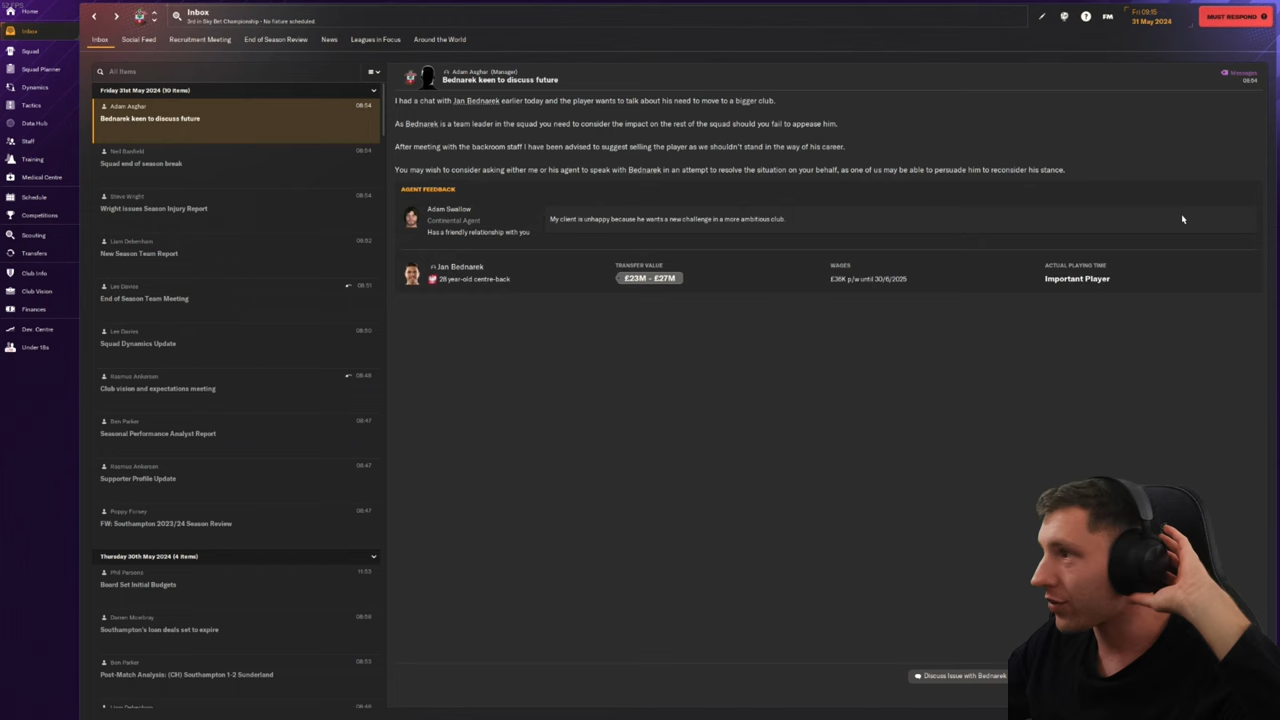 12 FPS
Home
Inbox
Squad
Squad Planner
Dynamics
Tactics
Data Hub
Staff
Training
Medical Centre
Schedule
Competitions
Scouting
Transfers
Club Info
Club Vision
Finances
Dev. Centre
Under 18s
Inbox
3rd in Sky Bet Championship - No future scheduled.
FM
Fri 09:15
31 May 2024
MUST RESPOND
Inbox
Social Feed
Recruitment Meeting
End of Season Review
News
Leagues in Focus
Around the World
All Items
Friday 31st May 2024 (10 items)
Adam Asghar
08:54
Bednarek keen to discuss future
Neil Banfield
08:54
Squad end of season break
Steve Wright
08:54
Wright issues Season Injury Report
Liam Debenham
08:52
New Season Team Report
Lee Davies
08:51
End of Season Team Meeting
Lee Davies
08:50
Squad Dynamics Update
Rasmus Ankersen
08:48
Club vision and expectations meeting
Ben Parker
08:47
Seasonal Performance Analyst Report
Rasmus Ankersen
08:47
Supporter Profile Update
Poppy Forsey
08:47
FW: Southampton 2023/24 Season Review
Thursday 30th May 2024 (4 items)
Phil Parsons
11:53
Board Set Initial Budgets
Darren Mowbray
08:56
Southampton's loan deals set to expire
Ben Parker
08:53
Post-Match Analysis: (CH) Southampton 1-2 Sunderland
Adam Asghar (Manager)
Bednarek keen to discuss future
Messages
08:54
I had a chat with Jan Bednarek earlier today and the player wants to talk about his need to move to a bigger club.
As Bednarek is a team leader in the squad you need to consider the impact on the rest of the squad should you fail to appease him.
After meeting with the backroom staff I have been advised to suggest selling the player as we shouldn't stand in the way of his career.
You may wish to consider asking either me or his agent to speak with Bednarek in an attempt to resolve the situation on your behalf, as one of us may be able to persuade him to reconsider his stance.
AGENT FEEDBACK
Adam Swallow
Continental Agent
Has a friendly relationship with you
My client is unhappy because he wants a new challenge in a more ambitious club.
Jan Bednarek
28 year-old centre-back
TRANSFER VALUE
£23M - £27M
WAGES
£36K p/w until 30/6/2025
ACTUAL PLAYING TIME
Important Player
Discuss Issue with Bednarek